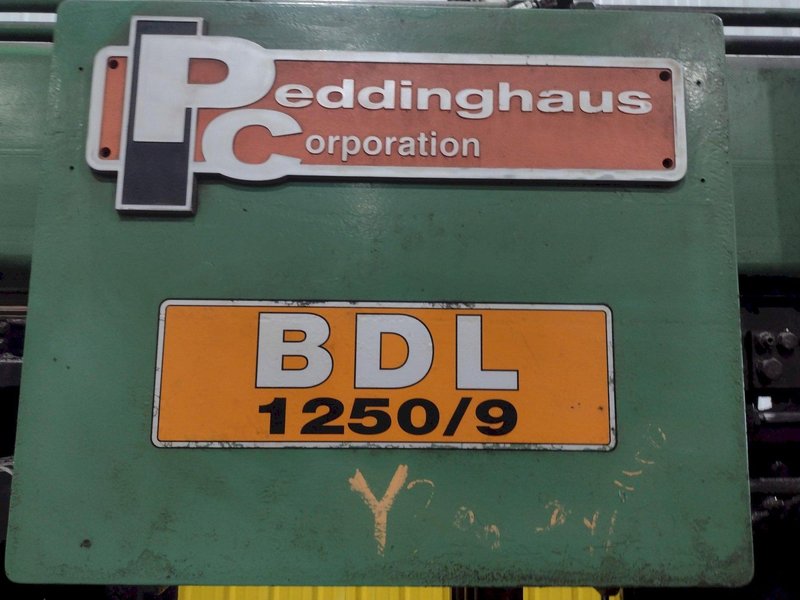 Peddinghaus
Corporation
BDL
1250/9
Y